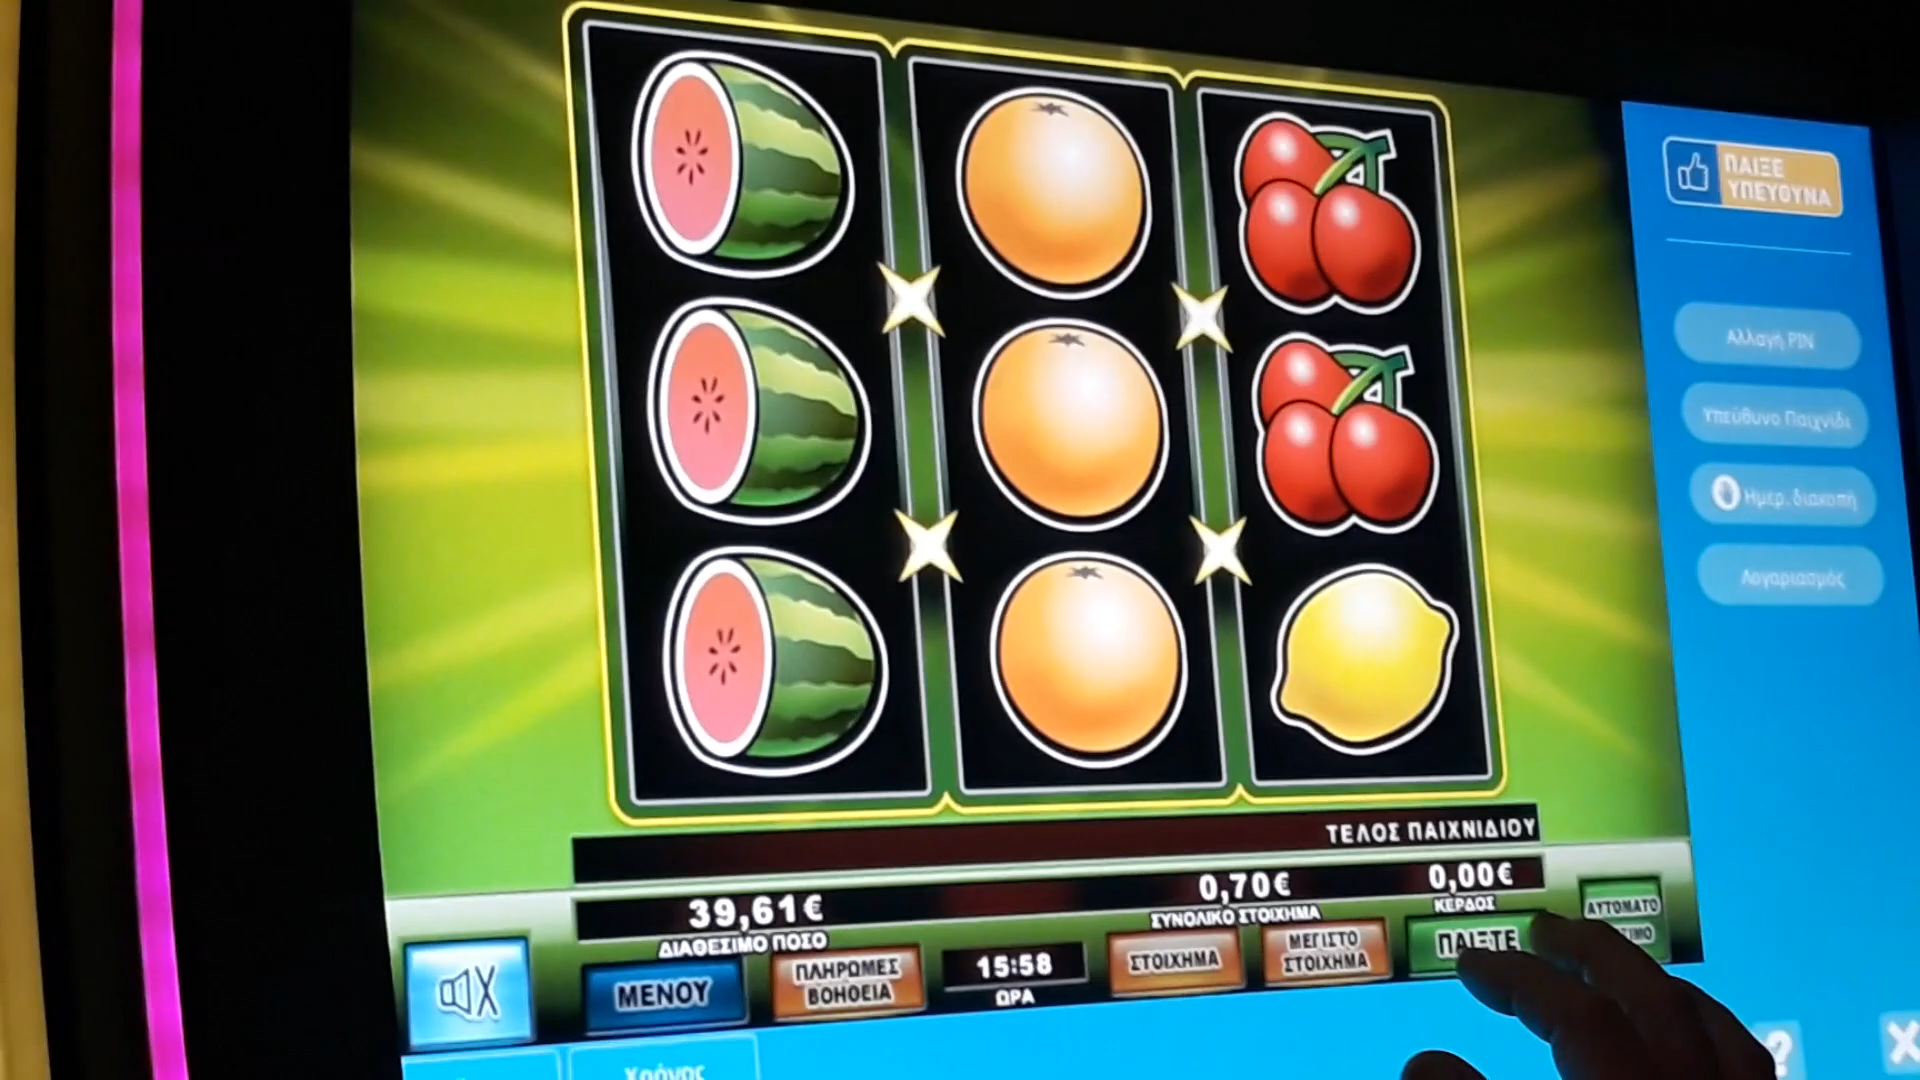 ΠΑΙΞΕ
ΥΠΕΥΘΥΝΑ
Αλλαγή PIN
Υπεύθυνο Παιχνίδι
Ημερ. διακοπή
Λογαριασμός
ΤΕΛΟΣ ΠΑΙΧΝΙΔΙΟΥ
39,61€
ΔΙΑΘΕΣΙΜΟ ΠΟΣΟ
0,70€
ΣΥΝΟΛΙΚΟ ΣΤΟΙΧΗΜΑ
0,00€
ΚΕΡΔΟΣ
ΜΕΝΟΥ
ΠΛΗΡΩΜΕΣ
ΒΟΗΘΕΙΑ
15:58
ΩΡΑ
ΣΤΟΙΧΗΜΑ
ΜΕΓΙΣΤΟ
ΣΤΟΙΧΗΜΑ
ΠΑΙΞΤΕ
ΑΥΤΟΜΑΤΟ
Χρόνος
?
X